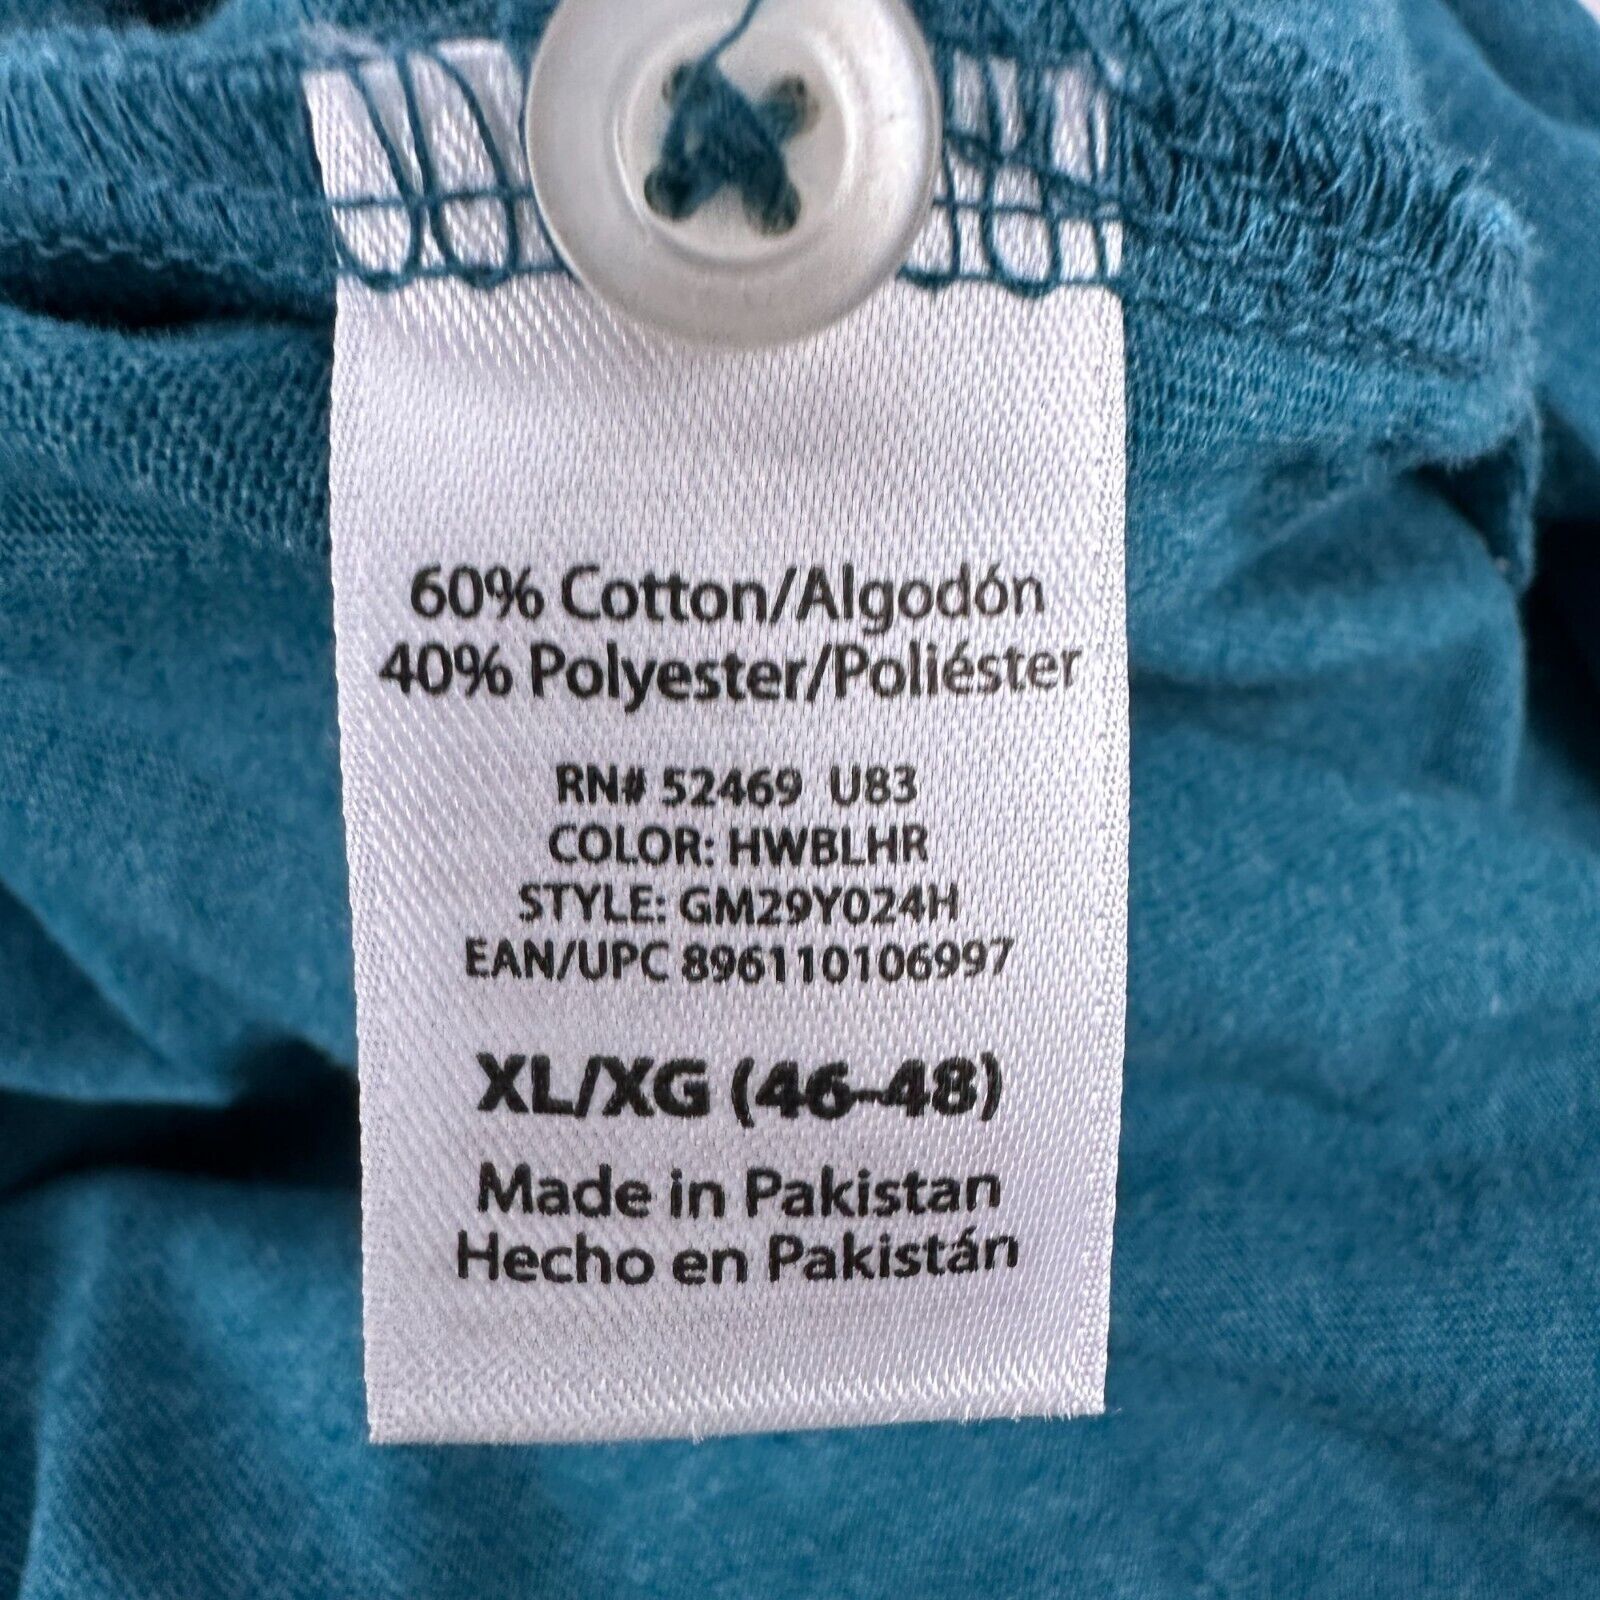 60% Cotton/Algodón
40% Polyester/Poliéster
RN# 52469 U83
COLOR: HWBLHR
STYLE: GM29Y024H
EAN/UPC 896110106997
XL/XG (46-48)
Made in Pakistan
Hecho en Pakistán